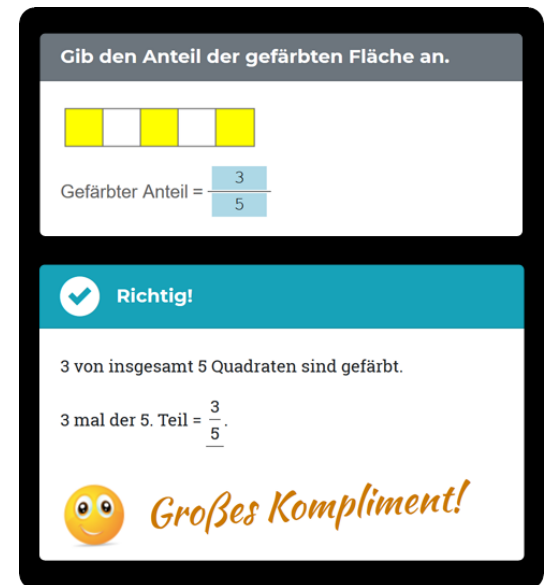 Gib den Anteil der gefärbten Fläche an.
Gefärbter Anteil = 3/5
Richtig!
3 von insgesamt 5 Quadraten sind gefärbt.
3 mal der 5. Teil = 3/5.
Großes Kompliment!